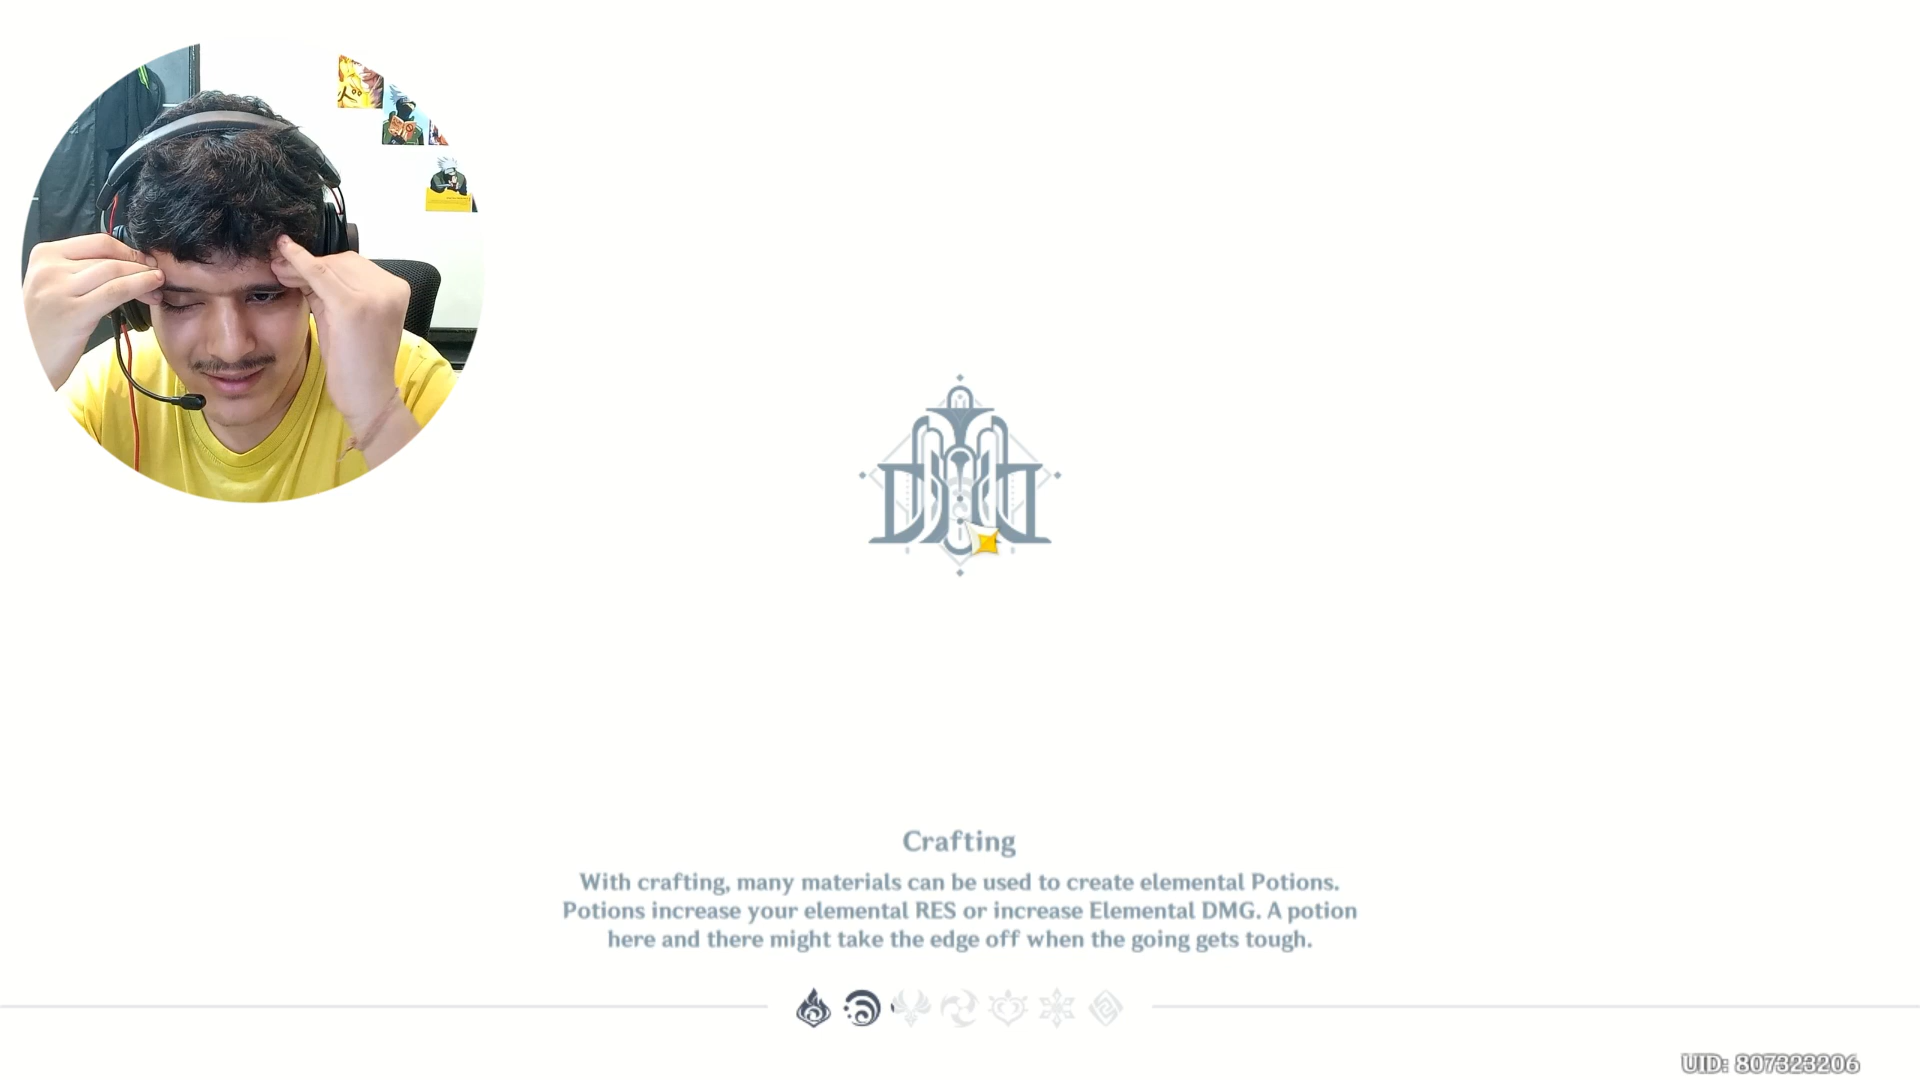 Crafting
With crafting, many materials can be used to create elemental Potions.
Potions increase your elemental RES or increase Elemental DMG. A potion
here and there might take the edge off when the going gets tough.
UID: 807323206